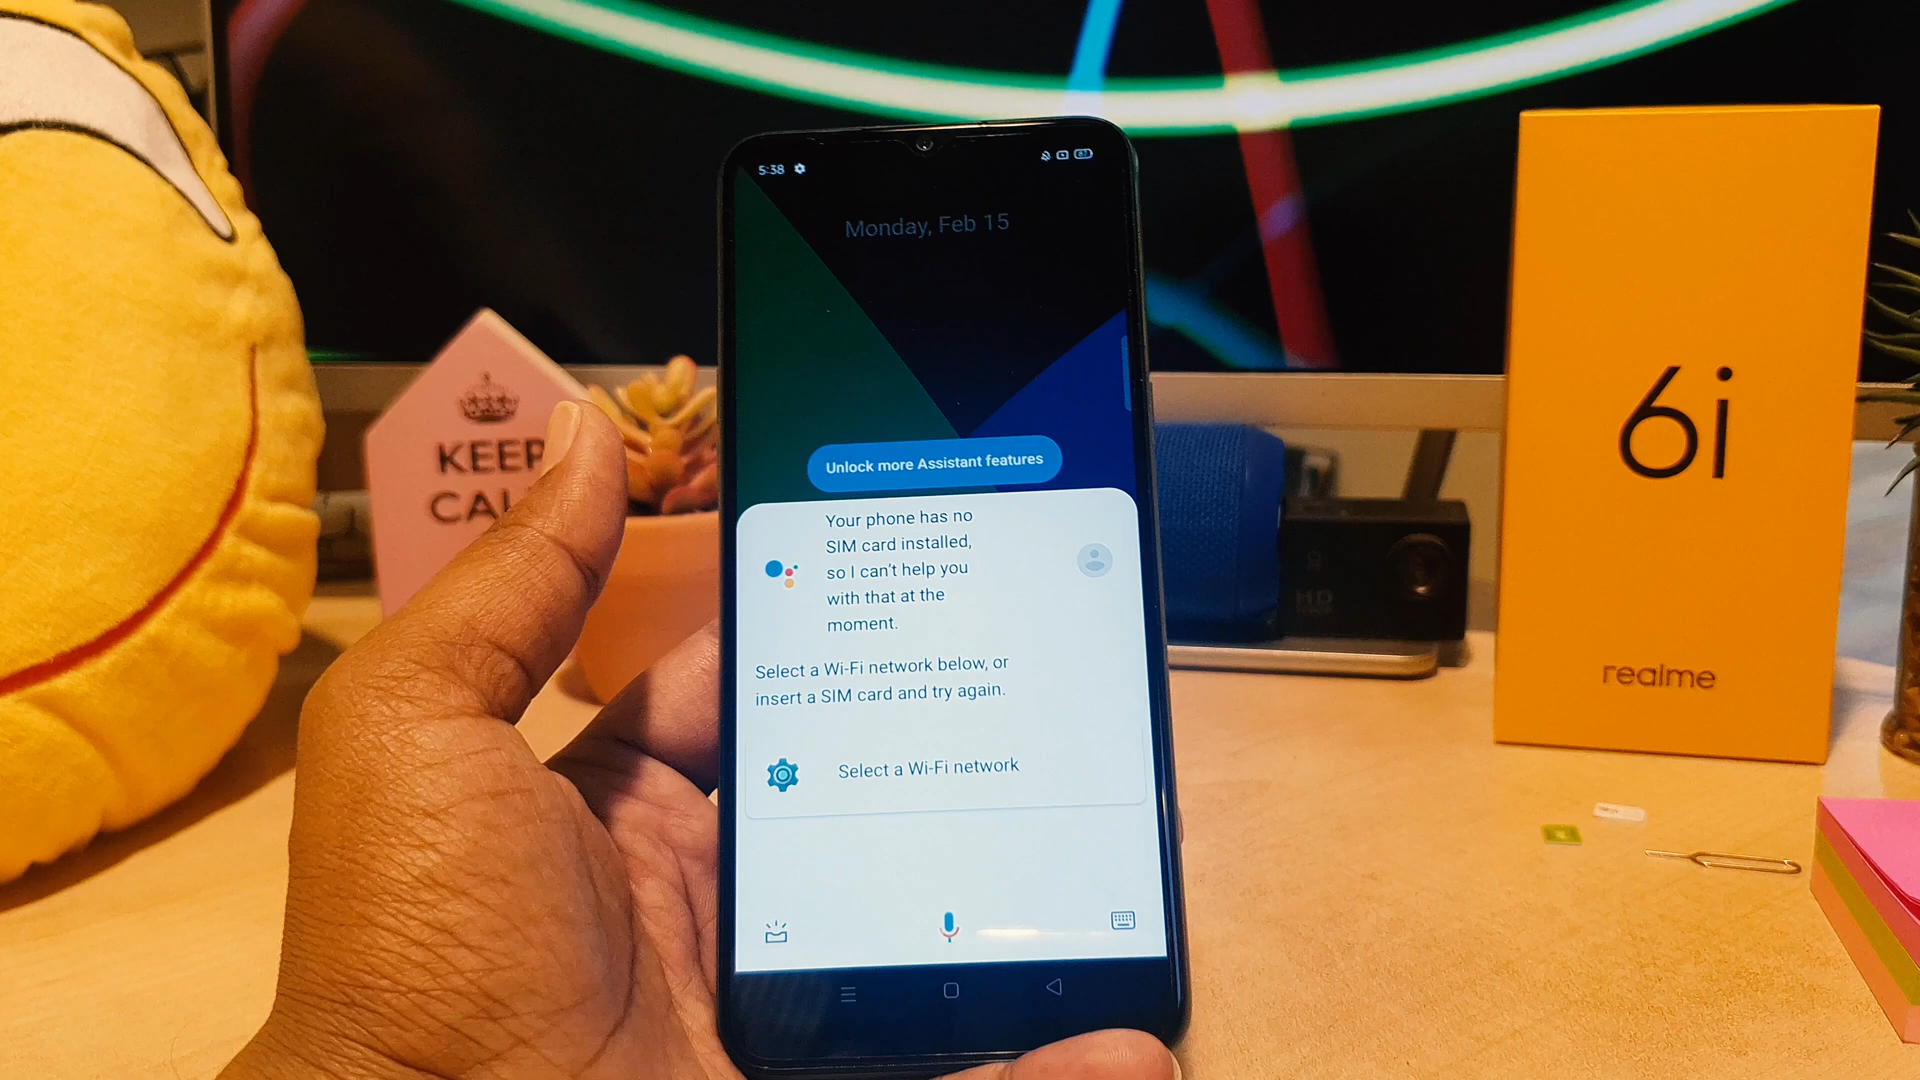 5:38
87
Monday, Feb 15
Unlock more Assistant features
Your phone has no
SIM card installed,
so I can't help you
with that at the
moment.
Select a Wi-Fi network below, or
insert a SIM card and try again.
Select a Wi-Fi network
KEEP
CAL
HD
6i
realme